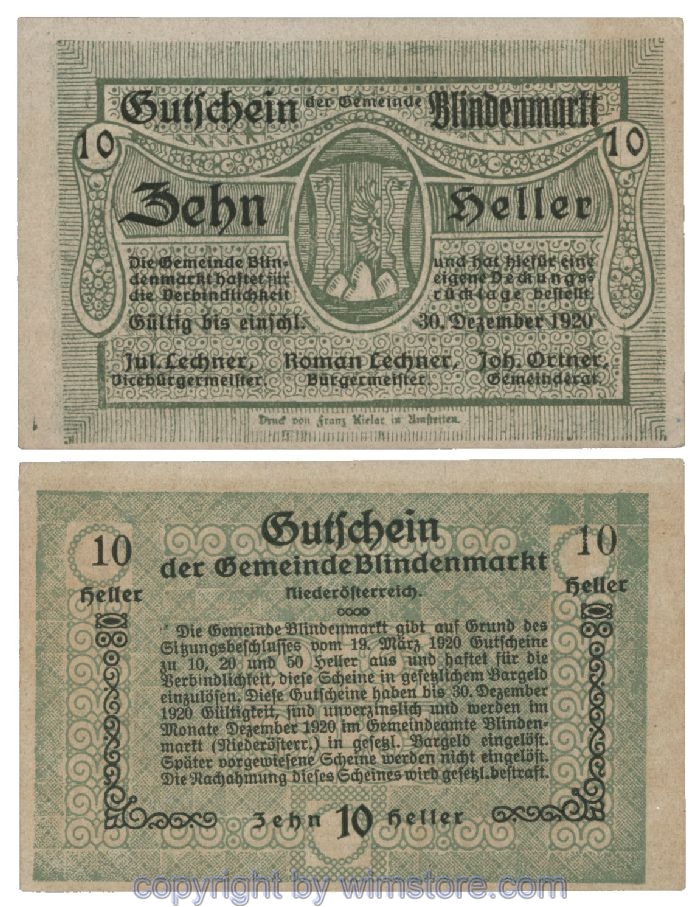 Gutschein der Gemeinde Blindenmarkt
10 10
Zehn Heller
Die Gemeinde Blin- und hat hiefür eine
denmarkt haftet für eigene Deckungs-
die Verbindlichkeit rücklage bestellt.
Gültig bis einschl. 30. Dezember 1920
Jul. Lechner, Roman Lechner, Joh. Ortner,
Vicebürgermeister. Bürgermeister. Gemeinderat.
Druck von Franz Kielar in Amstetten.
Gutschein
10 der Gemeinde Blindenmarkt 10
Heller Niederösterreich. Heller
Die Gemeinde Blindenmarkt gibt auf Grund des
Sitzungsbeschlusses vom 19. März 1920 Gutscheine
zu 10, 20 und 50 Heller aus und haftet für die
Verbindlichkeit, diese Scheine in gesetzlichem Bargeld
einzulösen. Diese Gutscheine haben bis 30. Dezember
1920 Gültigkeit, sind unverzinslich und werden im
Monate Dezember 1920 im Gemeindeamte Blinden-
markt (Niederösterr.) in gesetzl. Bargeld eingelöst.
Später vorgewiesene Scheine werden nicht eingelöst.
Die Nachahmung dieses Scheines wird gesetzl. bestraft.
Zehn 10 Heller
copyright by wimstore.com